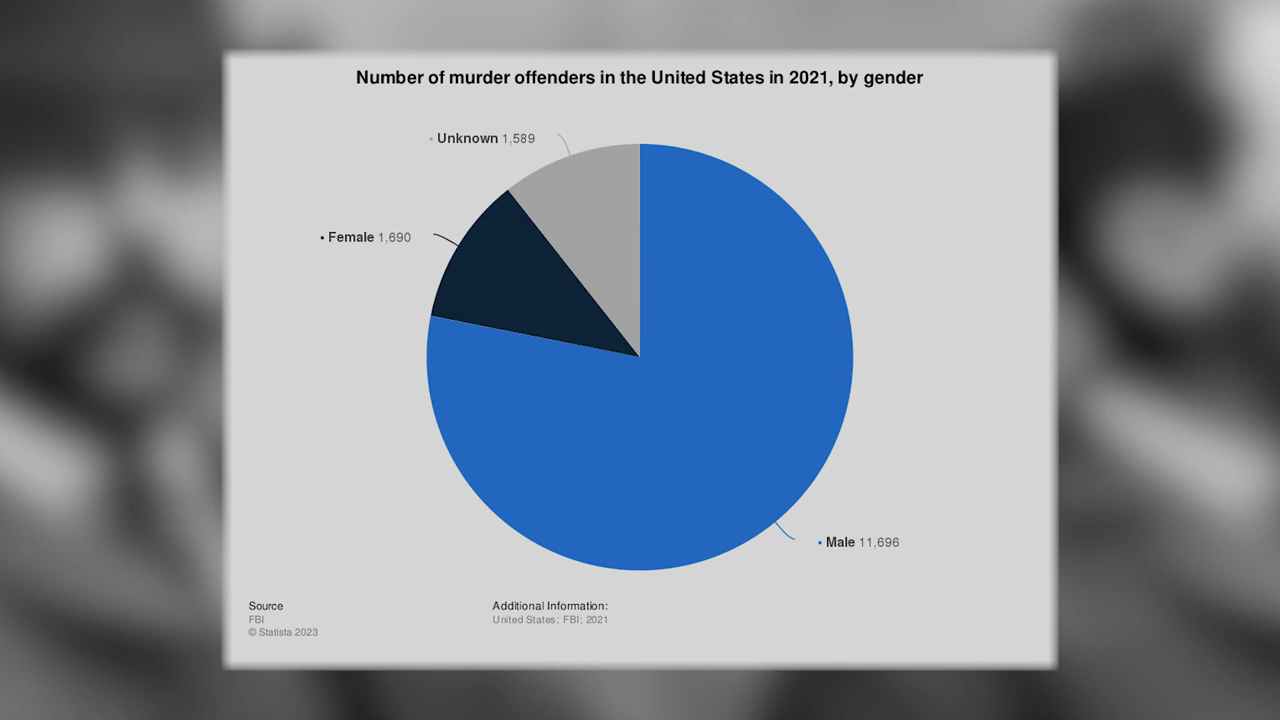 Number of murder offenders in the United States in 2021, by gender
Unknown 1,589
Female 1,690
Male 11,696
Source
FBI
© Statista 2023
Additional Information:
United States; FBI; 2021